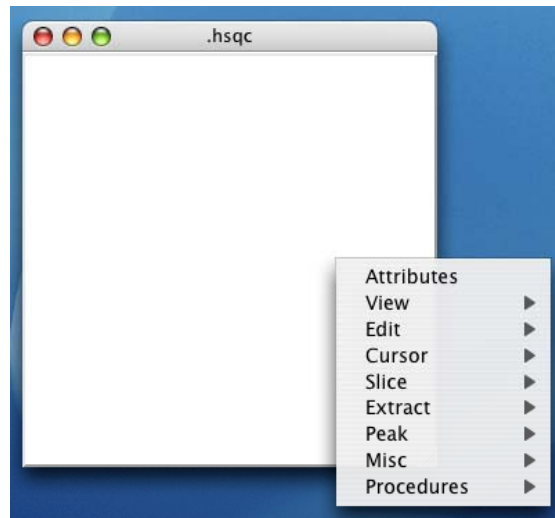 .hsqc
Attributes
View
Edit
Cursor
Slice
Extract
Peak
Misc
Procedures